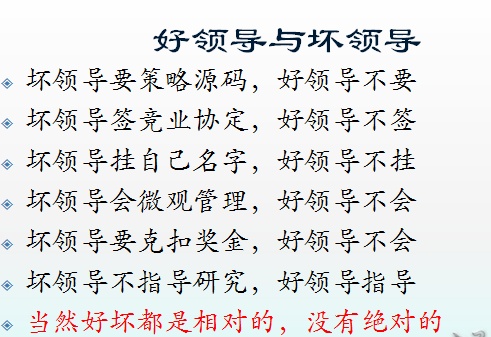 好领导与坏领导
坏领导要策略源码，好领导不要
坏领导签竞业协定，好领导不签
坏领导挂自己名字，好领导不挂
坏领导会微观管理，好领导不会
坏领导要克扣奖金，好领导不会
坏领导不指导研究，好领导指导
当然好坏都是相对的，没有绝对的